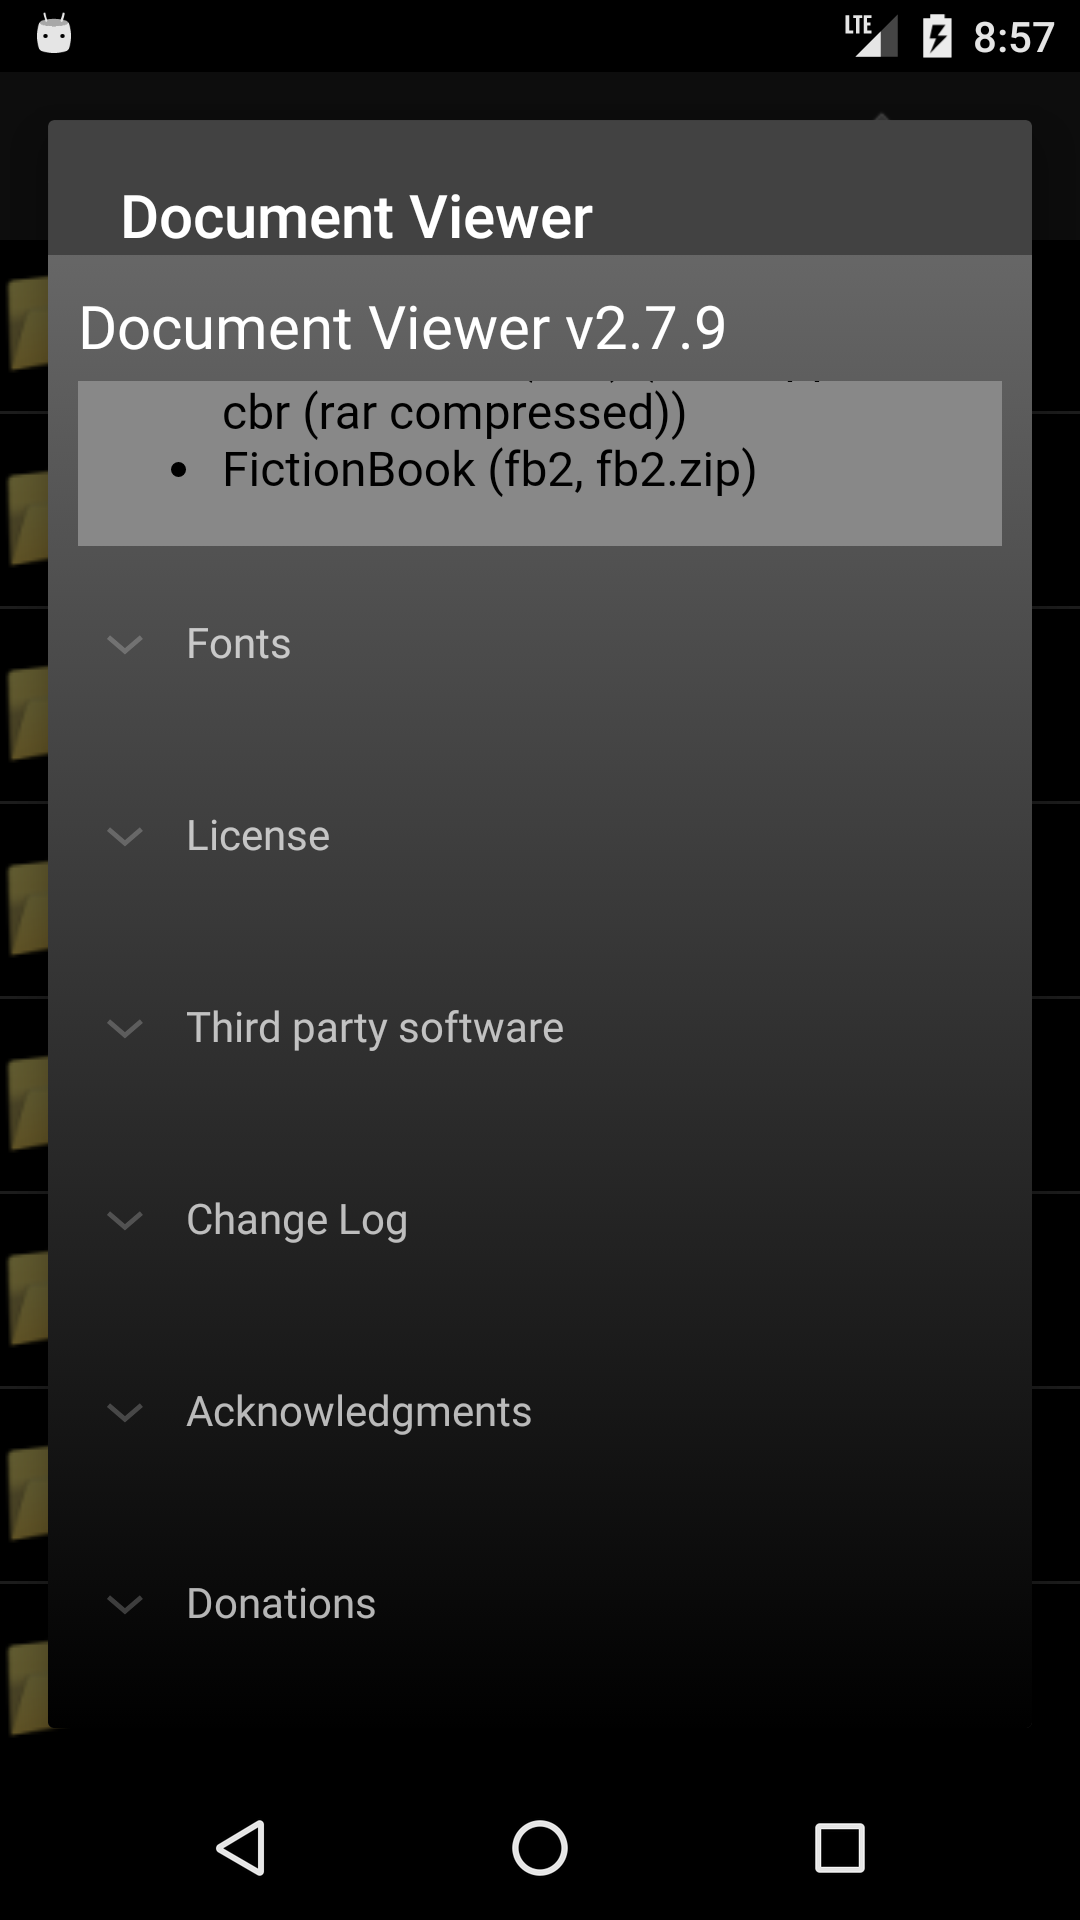 LTE 8:57
Document Viewer
Document Viewer v2.7.9
cbr (rar compressed))
• FictionBook (fb2, fb2.zip)
Fonts
License
Third party software
Change Log
Acknowledgments
Donations